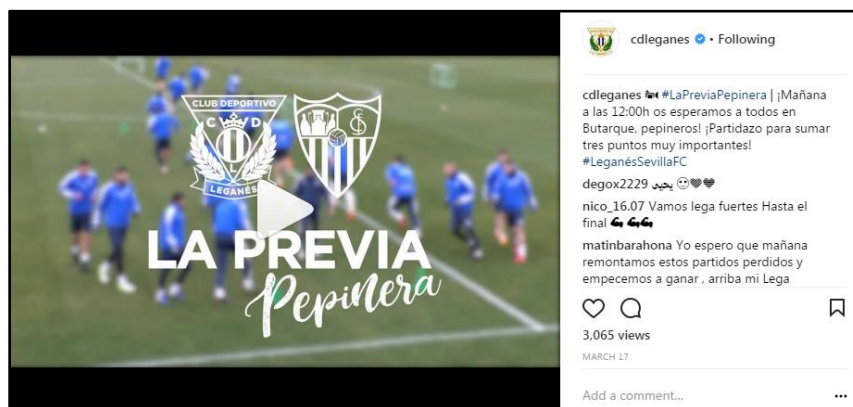 CLUB DEPORTIVO
LEGANÉS
LA PREVIA
Pepinera
cdleganes • Following
cdleganes 📹 #LaPreviaPepinera | ¡Mañana
a las 12:00h os esperamos a todos en
Butarque, pepineros! ¡Partidazo para sumar
tres puntos muy importantes!
#LeganésSevillaFC
degox2229 يحيى 🙂🖤🖤
nico_16.07 Vamos lega fuertes Hasta el
final 💪 💪💪
matinbarahona Yo espero que mañana
remontamos estos partidos perdidos y
empecemos a ganar , arriba mi Lega
3,065 views
MARCH 17
Add a comment...